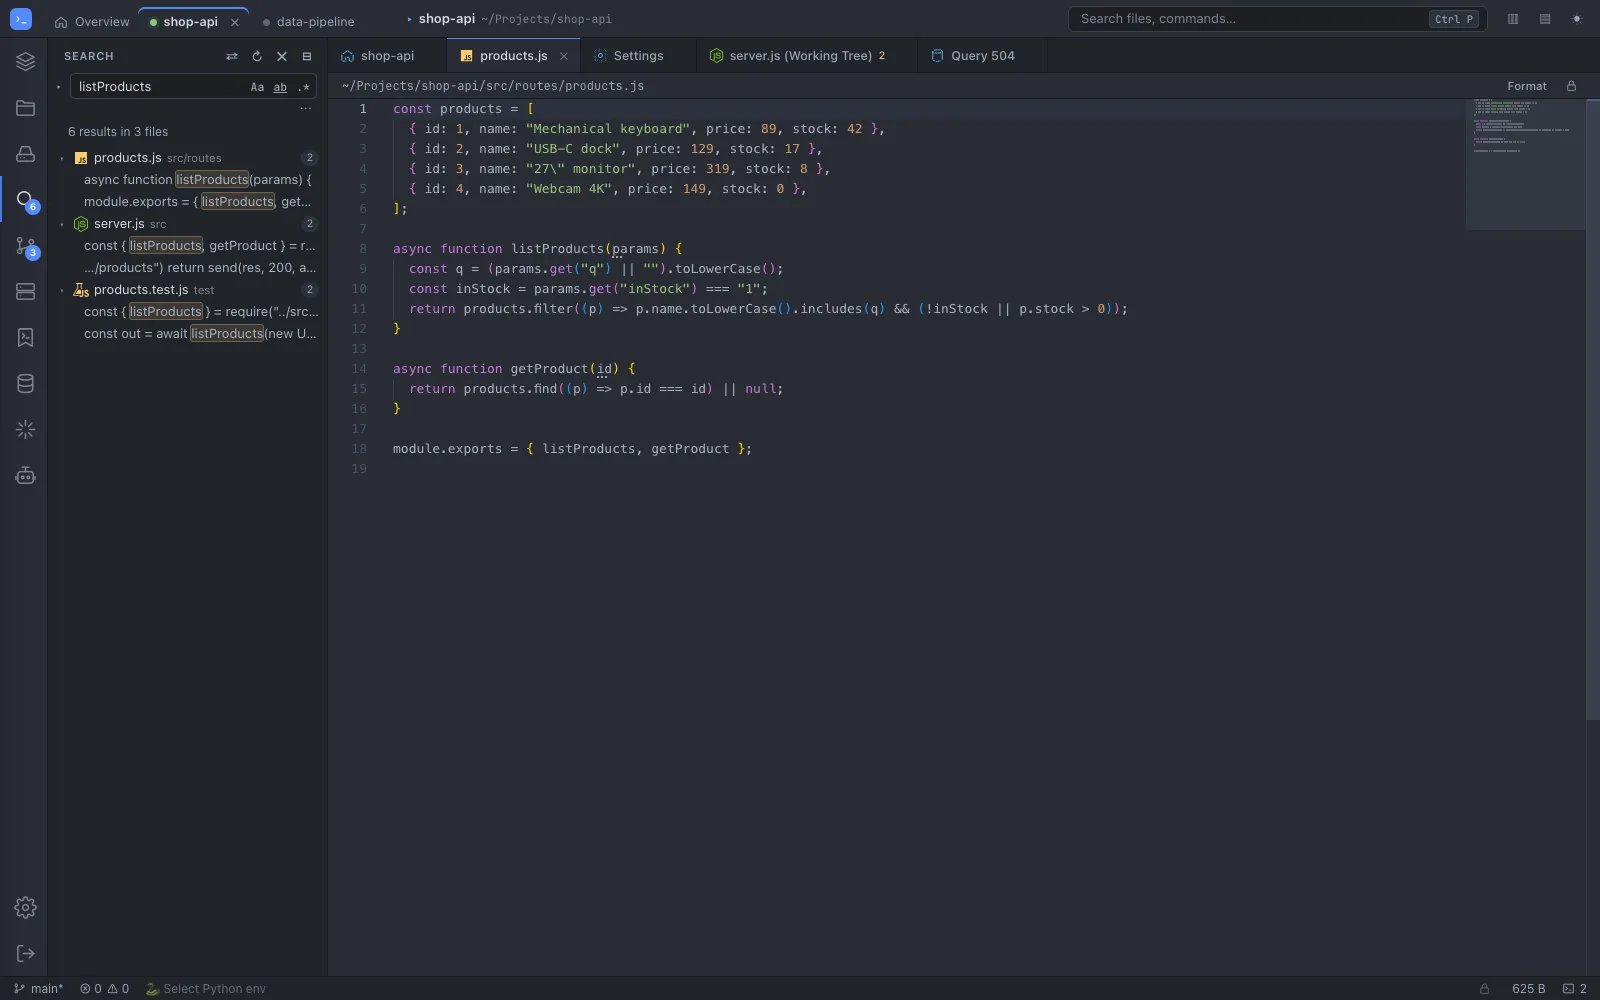 Overview
shop-api
data-pipeline
shop-api ~/Projects/shop-api
Search files, commands...
Ctrl P
SEARCH
shop-api
products.js
Settings
server.js (Working Tree) 2
Query 504
listProducts
Aa
ab
.*
~/Projects/shop-api/src/routes/products.js
Format
...
6 results in 3 files
products.js src/routes 2
async function listProducts(params) {
module.exports = { listProducts, get...
server.js src 2
const { listProducts, getProduct } = r...
.../products") return send(res, 200, a...
products.test.js test 2
const { listProducts } = require("../src...
const out = await listProducts(new U...
6
3
1 const products = [
2 { id: 1, name: "Mechanical keyboard", price: 89, stock: 42 },
3 { id: 2, name: "USB-C dock", price: 129, stock: 17 },
4 { id: 3, name: "27\" monitor", price: 319, stock: 8 },
5 { id: 4, name: "Webcam 4K", price: 149, stock: 0 },
6 ];
7
8 async function listProducts(params) {
9 const q = (params.get("q") || "").toLowerCase();
10 const inStock = params.get("inStock") === "1";
11 return products.filter((p) => p.name.toLowerCase().includes(q) && (!inStock || p.stock > 0));
12 }
13
14 async function getProduct(id) {
15 return products.find((p) => p.id === id) || null;
16 }
17
18 module.exports = { listProducts, getProduct };
19
main*
0
0
Select Python env
625 B
2